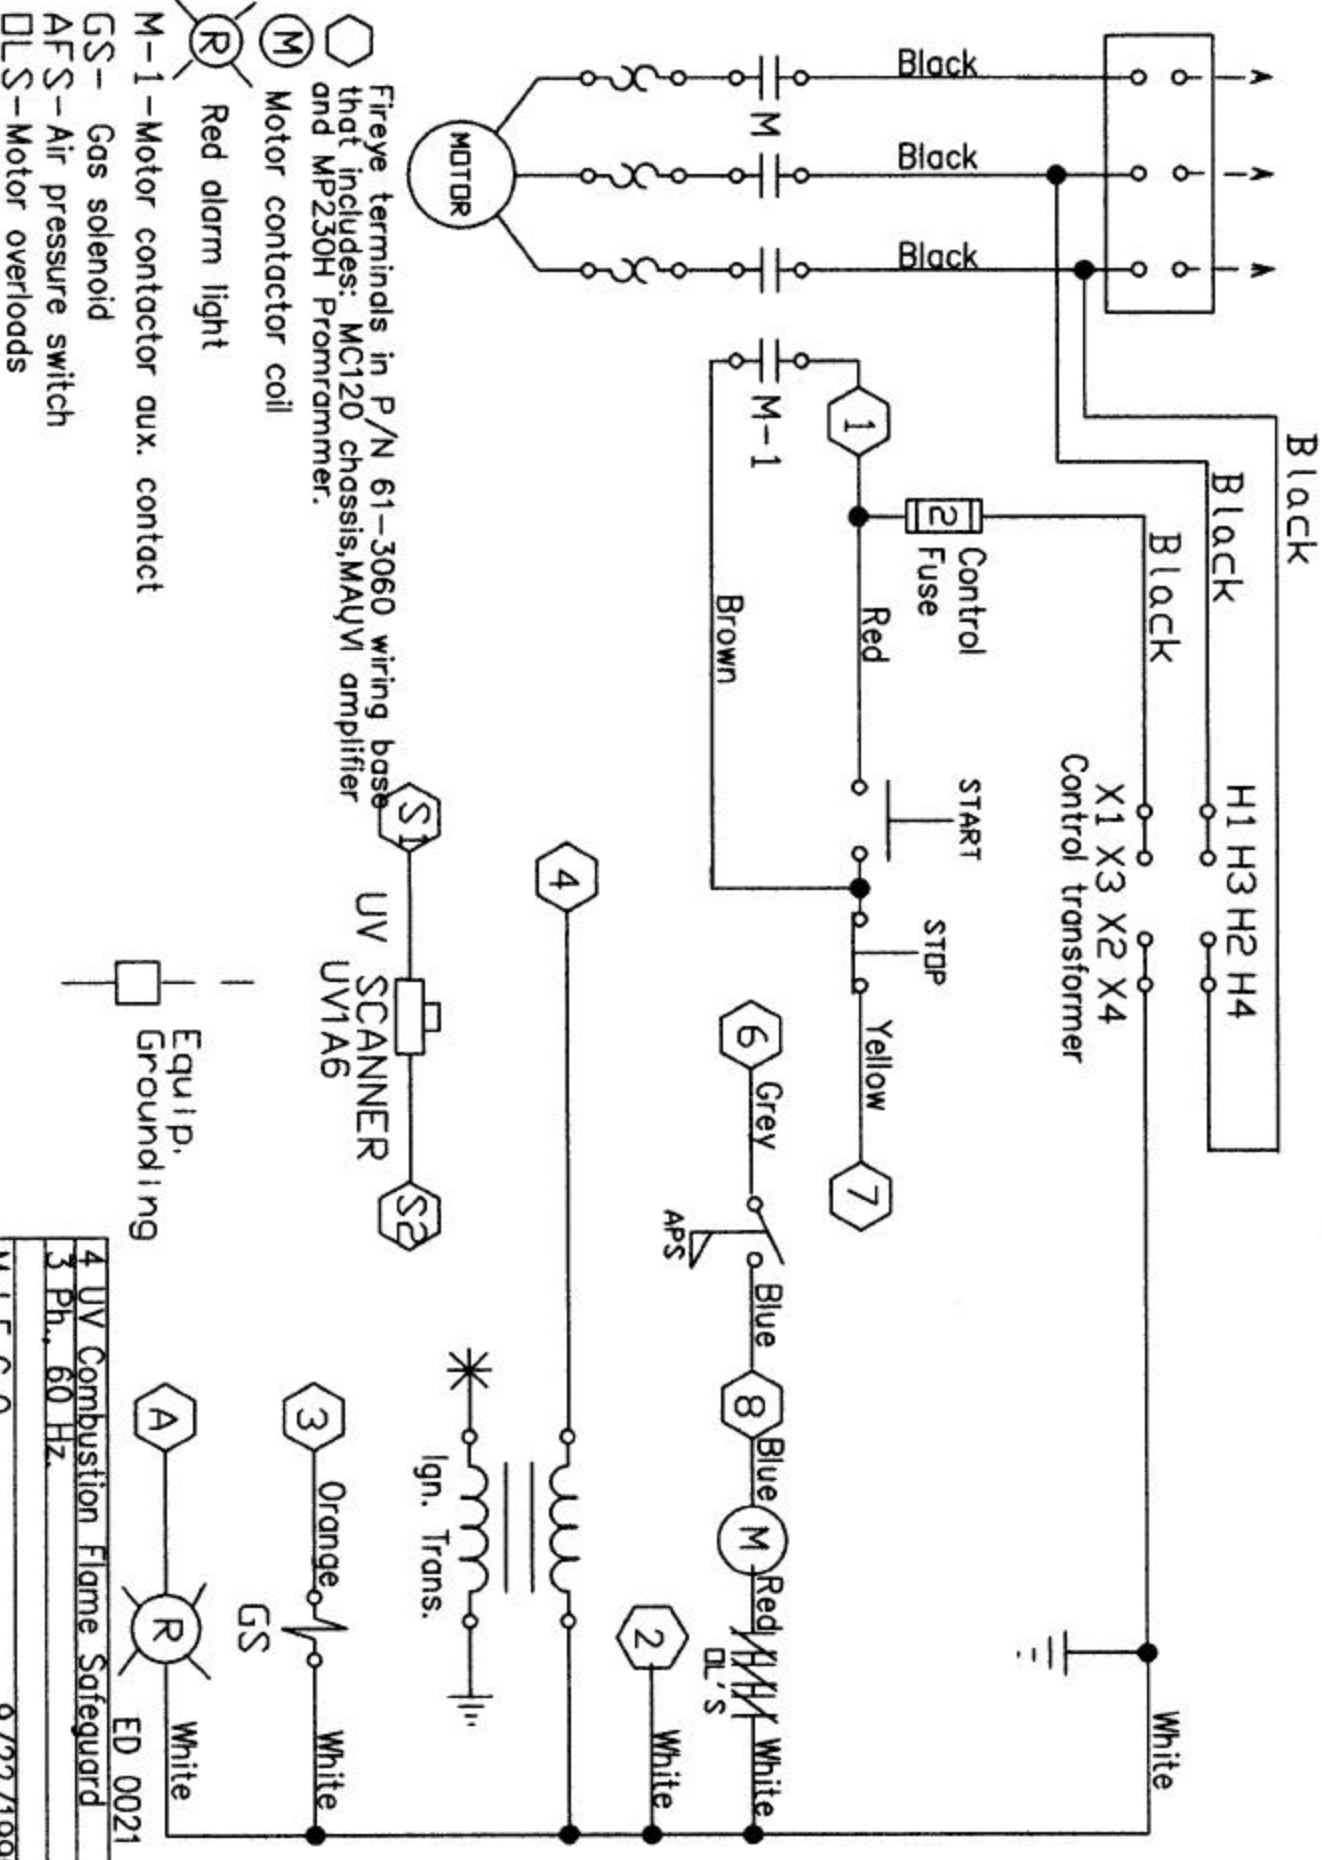 Black
Black
Black
Black
Black
Black
M
MOTOR
H1 H3 H2 H4
X1 X3 X2 X4
Control transformer
White
Control
Fuse
2
1
M-1
Red
Brown
START
STOP
Yellow
7
6
Grey
APS
Blue
8
Blue
M
Red
OL'S
White
2
White
4
Ign. Trans.
S1
UV SCANNER
UV1A6
S2
3
Orange
GS
White
A
R
White
Equip.
Grounding
Fireye terminals in P/N 61-3060 wiring base
that includes: MC120 chassis,MAUV1 amplifier
and MP230H Promrammer.
M
Motor contactor coil
R
Red alarm light
M-1-Motor contactor aux. contact
GS- Gas solenoid
AFS-Air pressure switch
OLS-Motor overloads
ED 0021
4 UV Combustion Flame Safeguard
3 Ph., 60 Hz.